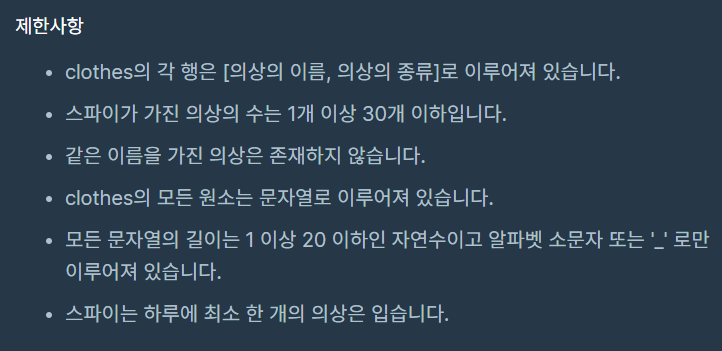 제한사항
• clothes의 각 행은 [의상의 이름, 의상의 종류]로 이루어져 있습니다.
• 스파이가 가진 의상의 수는 1개 이상 30개 이하입니다.
• 같은 이름을 가진 의상은 존재하지 않습니다.
• clothes의 모든 원소는 문자열로 이루어져 있습니다.
• 모든 문자열의 길이는 1 이상 20 이하인 자연수이고 알파벳 소문자 또는 '_' 로만
이루어져 있습니다.
• 스파이는 하루에 최소 한 개의 의상은 입습니다.